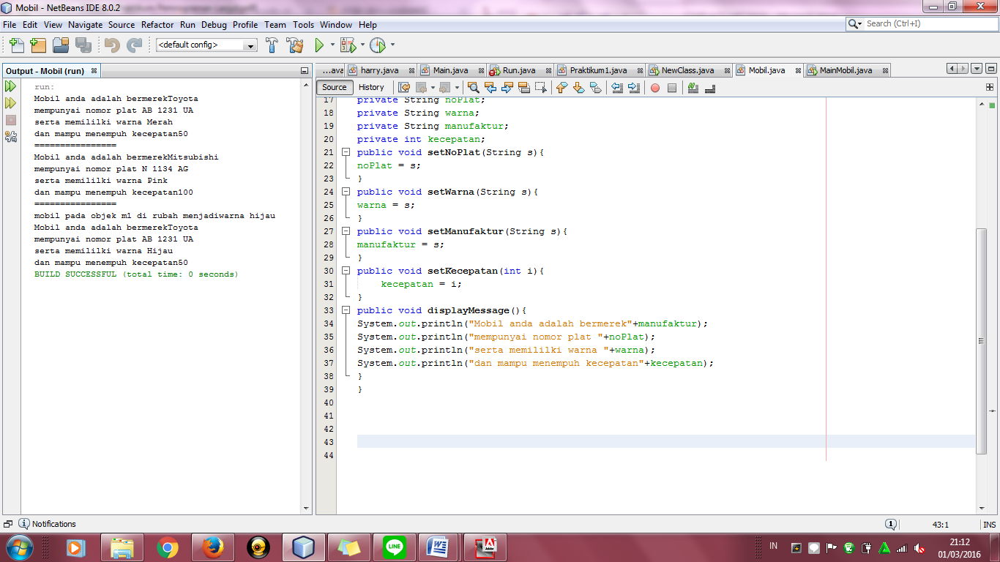 Mobil - NetBeans IDE 8.0.2
File Edit View Navigate Source Refactor Run Debug Profile Team Tools Window Help
Search (Ctrl+I)
<default config>
Output - Mobil (run)
run:
Mobil anda adalah bermerekToyota
mempunyai nomor plat AB 1231 UA
serta memililki warna Merah
dan mampu menempuh kecepatan50
================
Mobil anda adalah bermerekMitsubishi
mempunyai nomor plat N 1134 AG
serta memililki warna Pink
dan mampu menempuh kecepatan100
================
mobil pada objek m1 di rubah menjadiwarna hijau
Mobil anda adalah bermerekToyota
mempunyai nomor plat AB 1231 UA
serta memililki warna Hijau
dan mampu menempuh kecepatan50
BUILD SUCCESSFUL (total time: 0 seconds)
...ava harry.java Main.java Run.java Praktikum1.java NewClass.java Mobil.java MainMobil.java
Source History
17 private String noPlat;
18 private String warna;
19 private String manufaktur;
20 private int kecepatan;
21 public void setNoPlat(String s){
22 noPlat = s;
23 }
24 public void setWarna(String s){
25 warna = s;
26 }
27 public void setManufaktur(String s){
28 manufaktur = s;
29 }
30 public void setKecepatan(int i){
31 kecepatan = i;
32 }
33 public void displayMessage(){
34 System.out.println("Mobil anda adalah bermerek"+manufaktur);
35 System.out.println("mempunyai nomor plat "+noPlat);
36 System.out.println("serta memililki warna "+warna);
37 System.out.println("dan mampu menempuh kecepatan"+kecepatan);
38 }
39 }
40
41
42
43
44
Notifications
1
43:1 INS
LINE
IN
21:12
01/03/2016